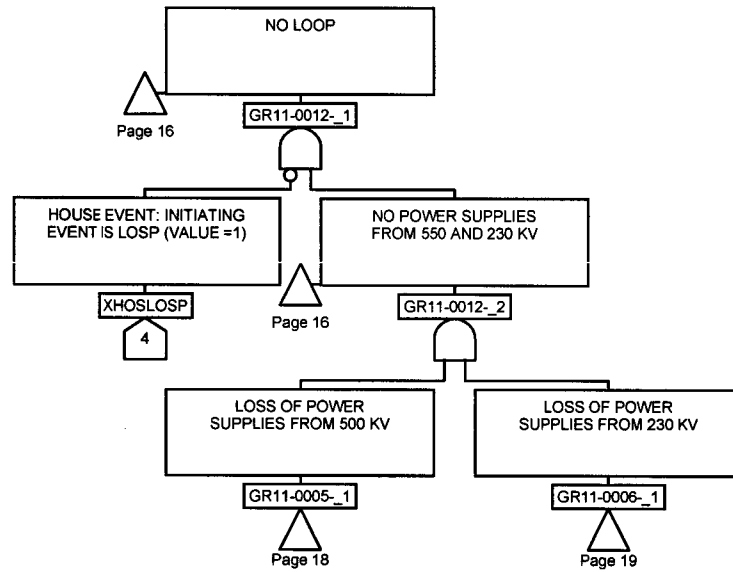 NO LOOP
Page 16
GR11-0012-_1
HOUSE EVENT: INITIATING
EVENT IS LOSP (VALUE =1)
NO POWER SUPPLIES
FROM 550 AND 230 KV
XHOSLOSP
Page 16
GR11-0012-_2
4
LOSS OF POWER
SUPPLIES FROM 500 KV
LOSS OF POWER
SUPPLIES FROM 230 KV
GR11-0005-_1
GR11-0006-_1
Page 18
Page 19